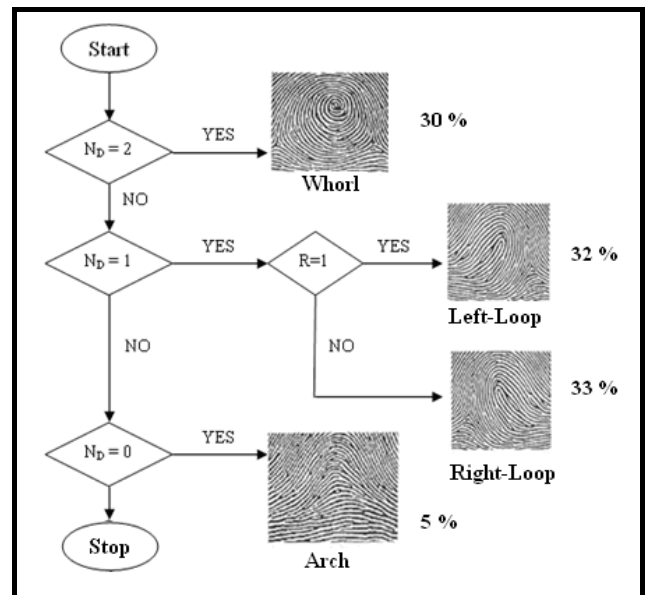 Start
N_D = 2
YES
30 %
Whorl
NO
N_D = 1
YES
R=1
YES
32 %
Left-Loop
NO
NO
33 %
Right-Loop
N_D = 0
YES
5 %
Arch
Stop